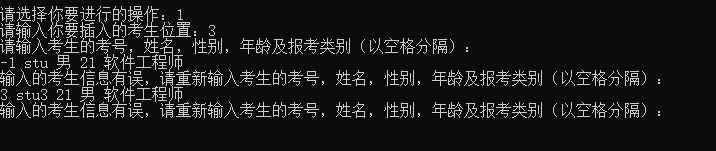 请选择你要进行的操作：1
请输入你要插入的考生位置：3
请输入考生的考号，姓名，性别，年龄及报考类别（以空格分隔）：
-1 stu 男 21 软件工程师
输入的考生信息有误，请重新输入考生的考号，姓名，性别，年龄及报考类别（以空格分隔）：
3 stu3 21 男 软件工程师
输入的考生信息有误，请重新输入考生的考号，姓名，性别，年龄及报考类别（以空格分隔）：